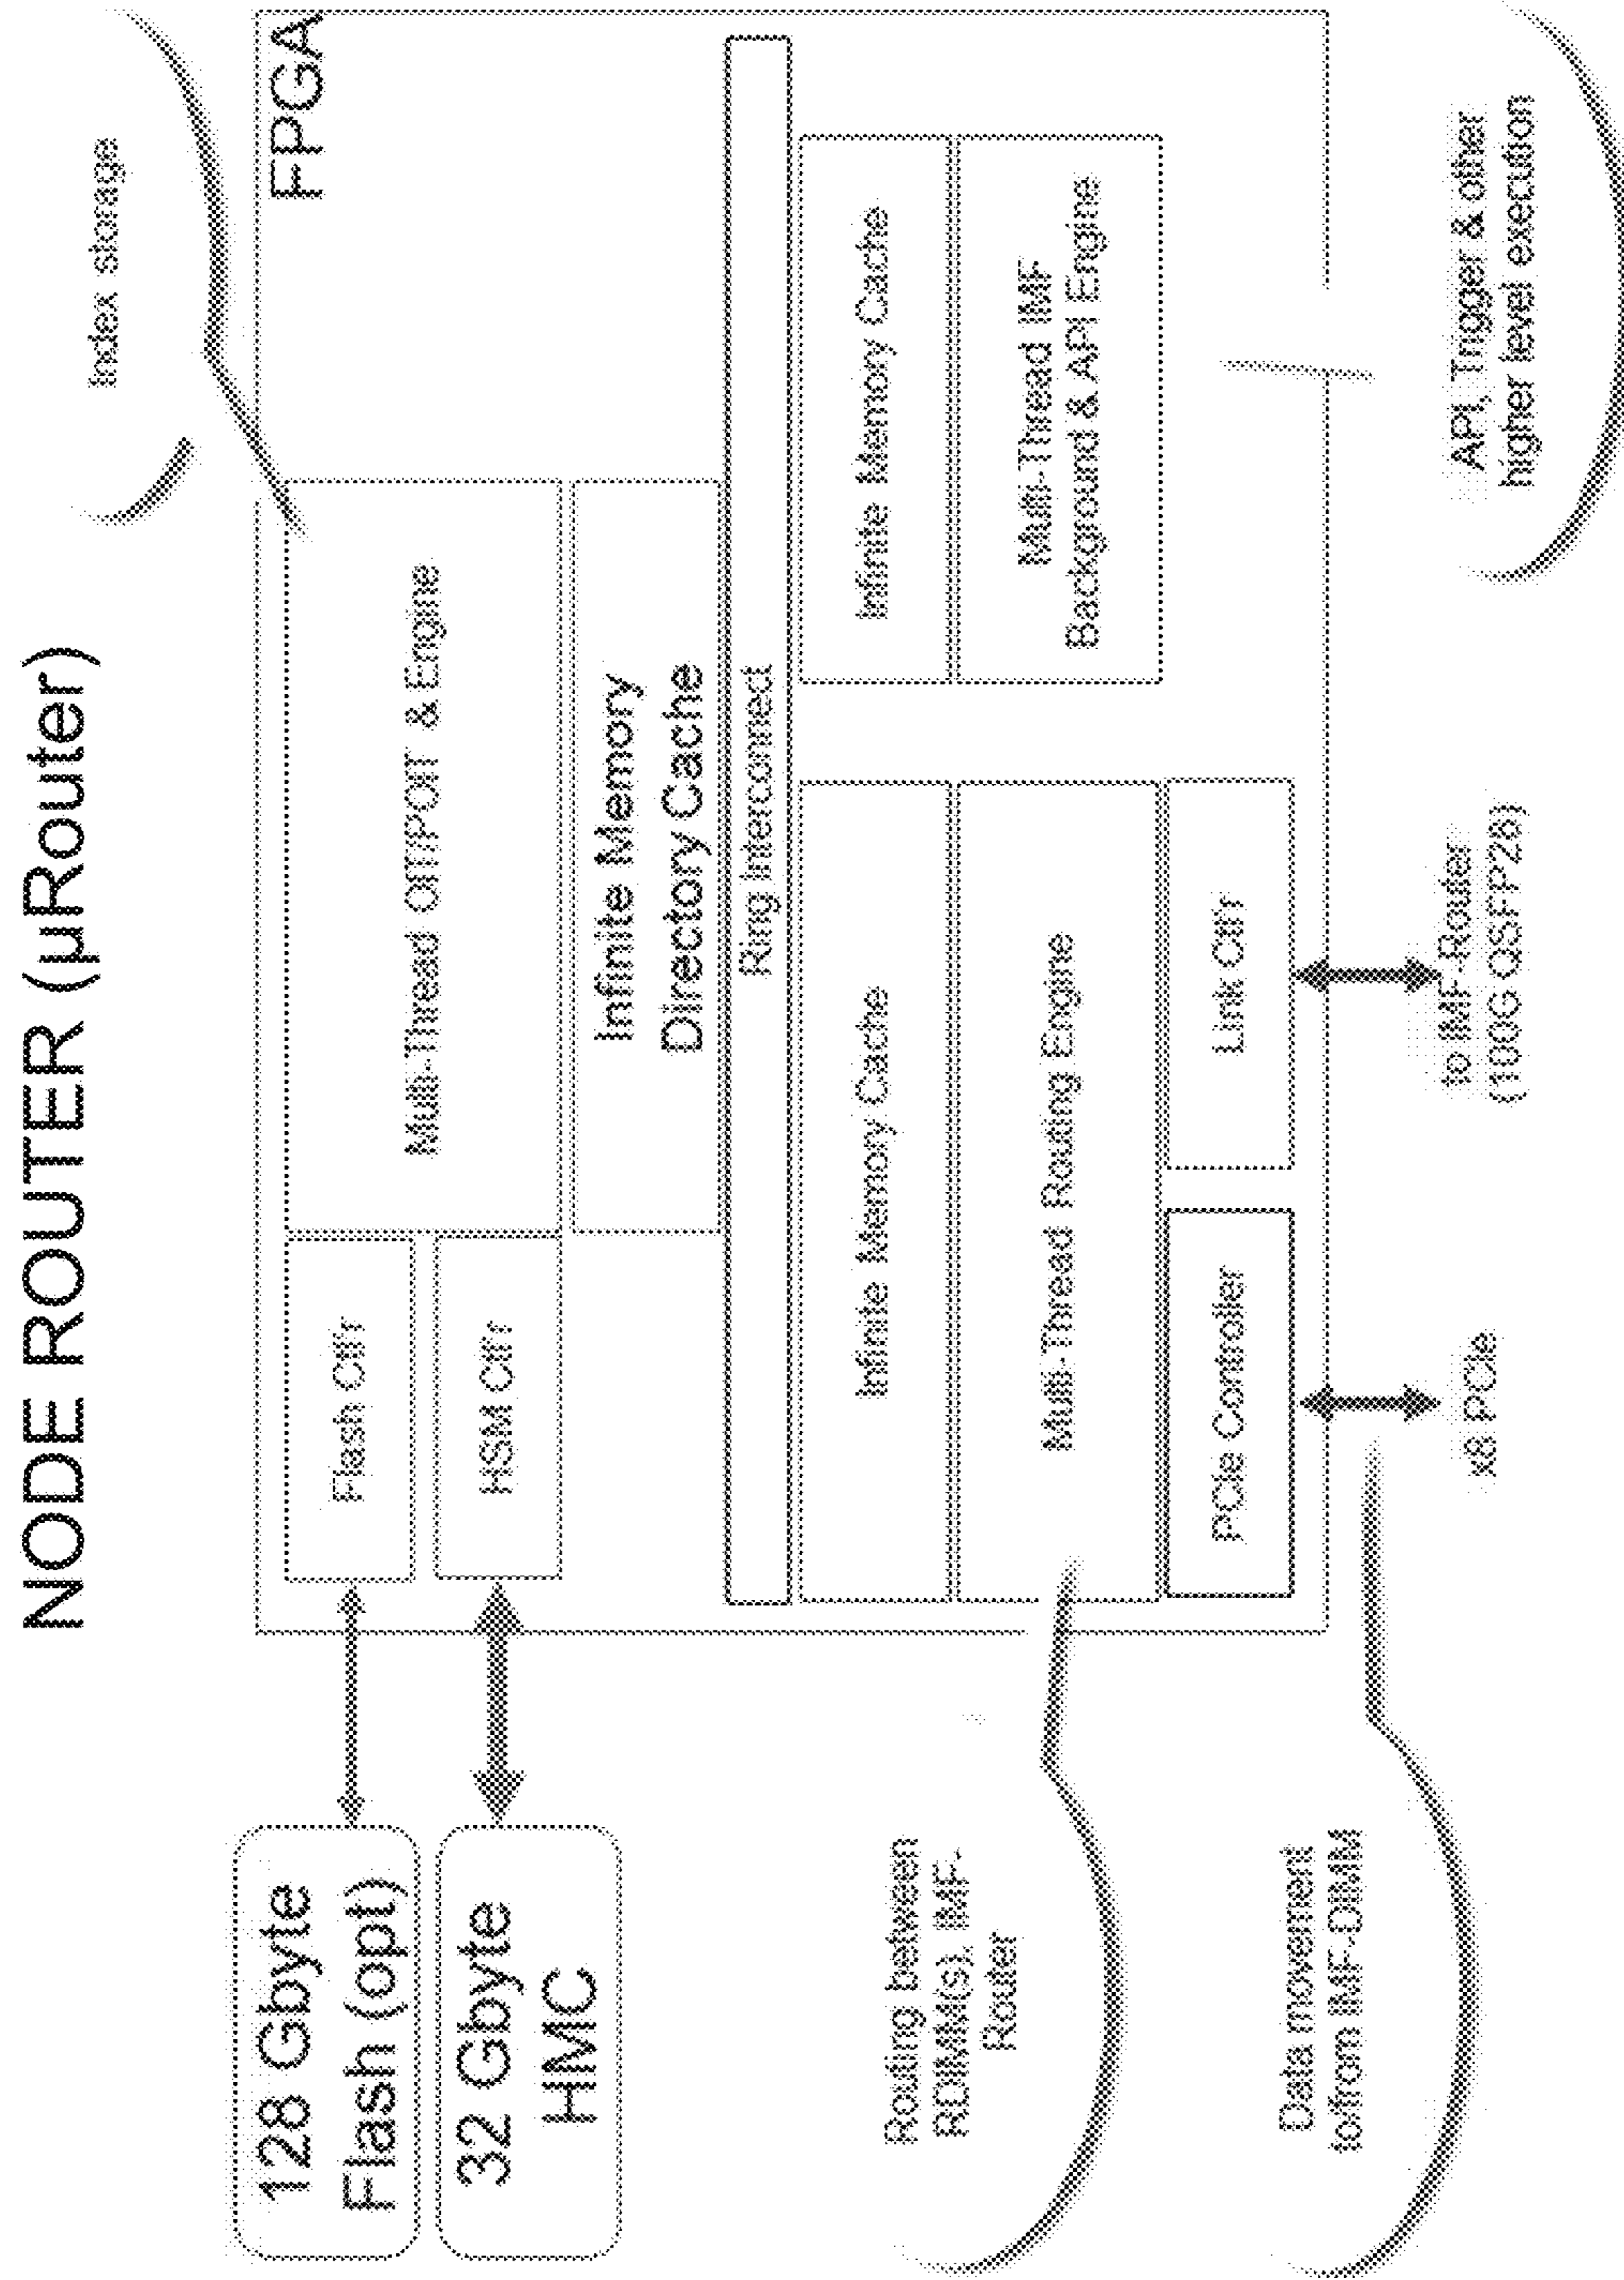 NODE ROUTER (µRouter)
Index storage
FPGA
128 Gbyte
Flash (opt)
32 Gbyte
HMC
Flash Ctlr
HSM Ctlr
Multi-Thread & Engine
Infinite Memory
Directory Cache
Ring Interconnect
Infinite Memory Cache
Infinite Memory Cache
Multi-Thread Routing Engine
Multi-Thread IMF
Background & API Engine
PCIe Controller
Link Ctlr
Routing between
RDIMM(s), IMF-
Router
Data movement
to/from IMF-DIMM
x8 PCIe
to IMF-Router
(100G QSFP28)
API, Trigger & other
higher level execution